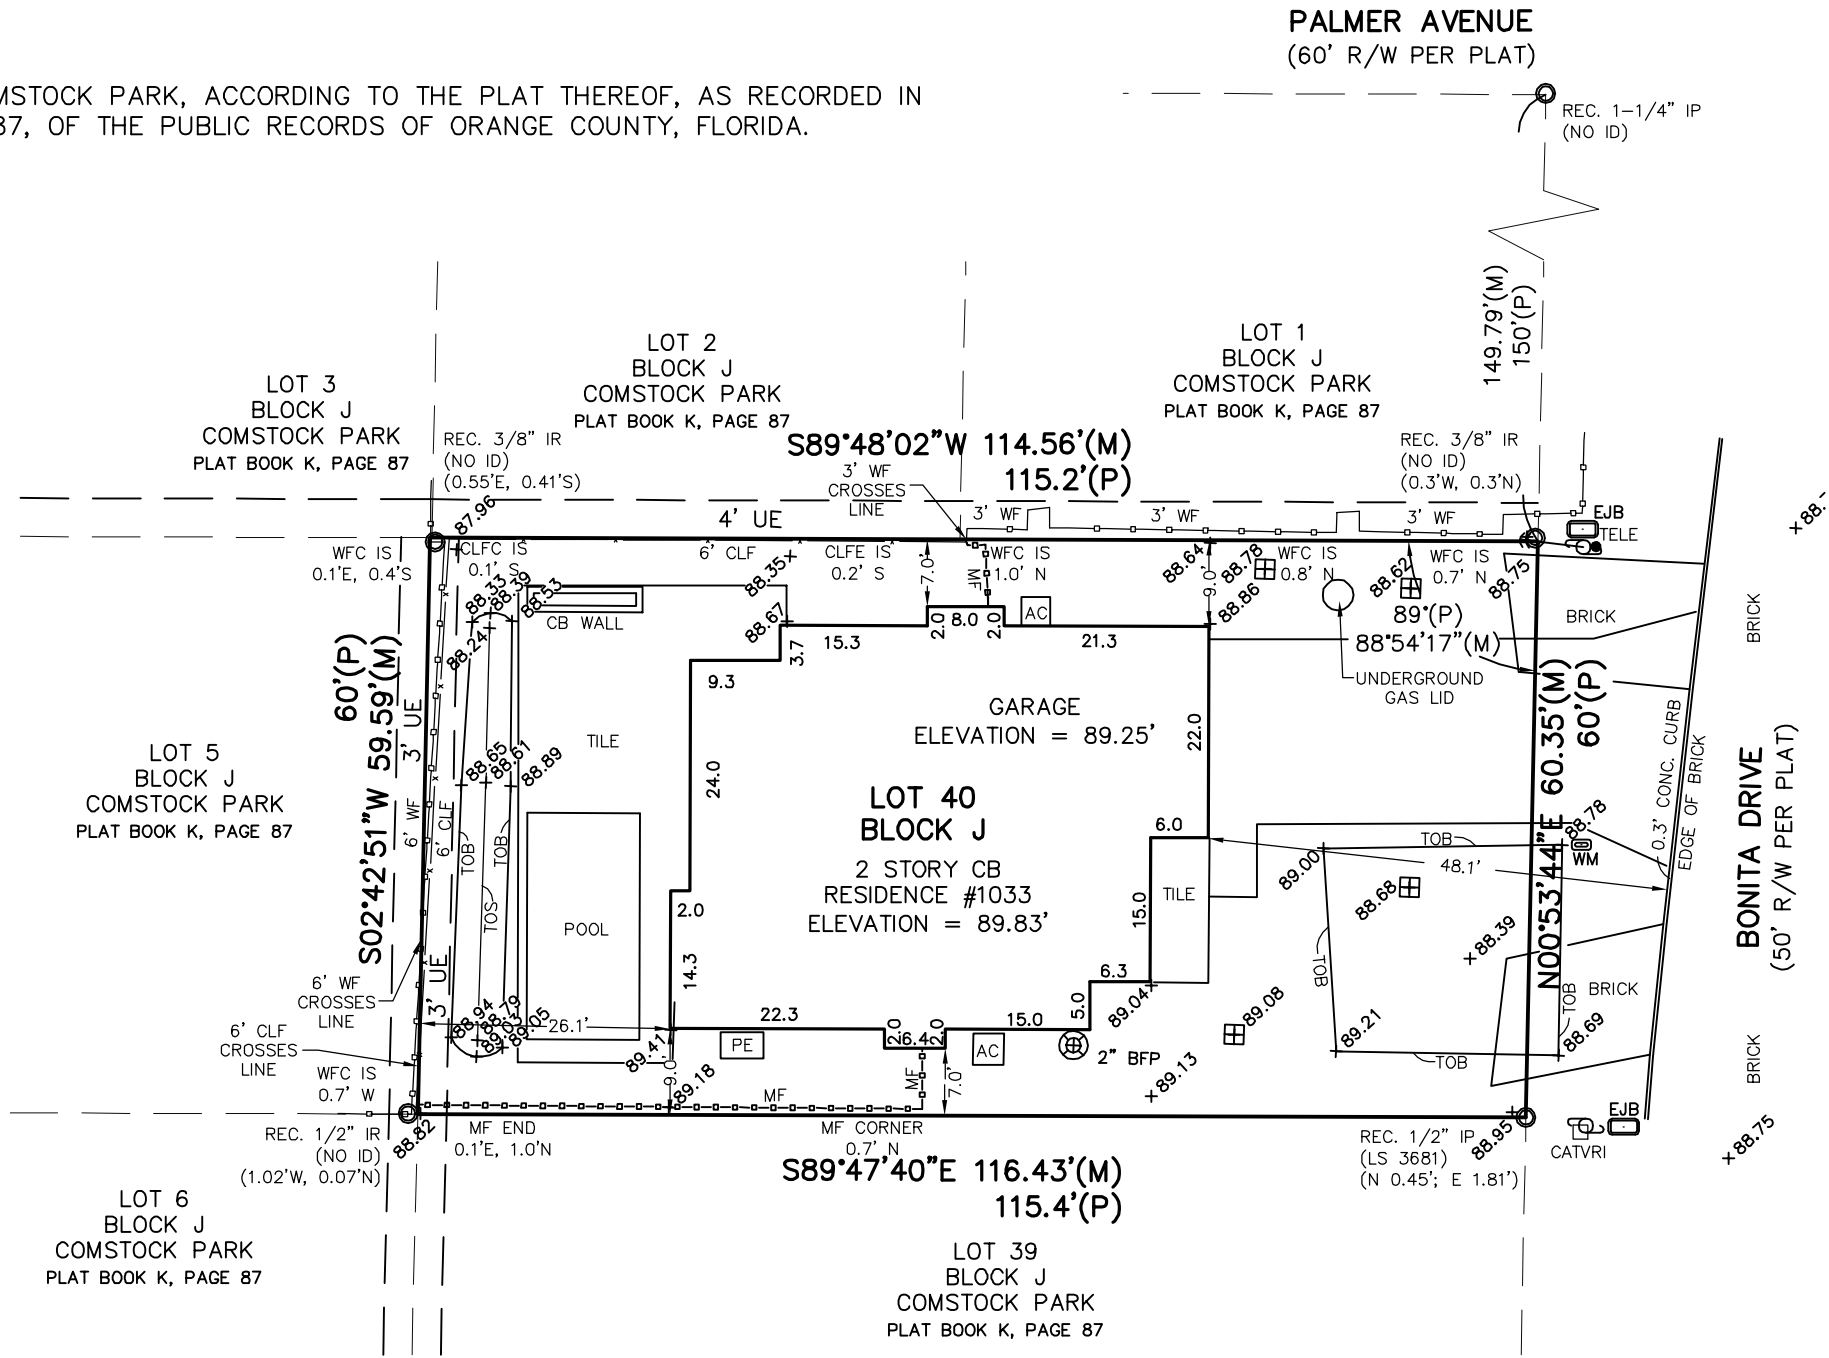 PALMER AVENUE
(60' R/W PER PLAT)
MSTOCK PARK, ACCORDING TO THE PLAT THEREOF, AS RECORDED IN
87, OF THE PUBLIC RECORDS OF ORANGE COUNTY, FLORIDA.
REC. 1-1/4" IP
(NO ID)
149.79'(M)
150'(P)
LOT 3
BLOCK J
COMSTOCK PARK
PLAT BOOK K, PAGE 87
LOT 2
BLOCK J
COMSTOCK PARK
PLAT BOOK K, PAGE 87
LOT 1
BLOCK J
COMSTOCK PARK
PLAT BOOK K, PAGE 87
REC. 3/8" IR
(NO ID)
(0.55'E, 0.41'S)
S89°48'02"W 114.56'(M)
115.2'(P)
3' WF
CROSSES
LINE
REC. 3/8" IR
(NO ID)
(0.3'W, 0.3'N)
87.96
4' UE
3' WF
3' WF
3' WF
EJB
TELE
88.
WFC IS
0.1'E, 0.4'S
CLFC IS
0.1' S
6' CLF
88.35
CLFE IS
0.2' S
7.0'
MF
WFC IS
1.0' N
88.64
9.0'
88.78
88.86
WFC IS
0.8' N
88.62
WFC IS
0.7' N
88.75
88.33
88.39
88.53
88.24
CB WALL
88.67
15.3
3.7
2.0
8.0
2.0
AC
21.3
89°(P)
88°54'17"(M)
BRICK
BRICK
UNDERGROUND
GAS LID
60'(P)
S02°42'51"W 59.59'(M)
3' UE
6' WF
6' CLF
9.3
24.0
TILE
88.65
88.61
88.89
TOB
TOS
TOB
POOL
GARAGE
ELEVATION = 89.25'
22.0
LOT 40
BLOCK J
2 STORY CB
RESIDENCE #1033
ELEVATION = 89.83'
6.0
15.0
TILE
2.0
14.3
N00°53'44"E 60.35'(M)
60'(P)
0.3' CONC. CURB
EDGE OF BRICK
BONITA DRIVE
(50' R/W PER PLAT)
LOT 5
BLOCK J
COMSTOCK PARK
PLAT BOOK K, PAGE 87
88.78
WM
TOB
48.1'
89.00
88.68
88.39
TOB
TOB
BRICK
BRICK
88.69
89.21
TOB
6' WF
CROSSES
LINE
6' CLF
CROSSES
LINE
3' UE
88.94
88.79
89.03
89.05
26.1'
22.3
89.41
9.0'
89.18
PE
2.0
6.4
2.0
15.0
AC
5.0
6.3
89.04
89.08
2" BFP
89.13
MF
MF
7.0'
WFC IS
0.7' W
REC. 1/2" IR
(NO ID)
(1.02'W, 0.07'N)
88.82
MF END
0.1'E, 1.0'N
MF CORNER
0.7' N
S89°47'40"E 116.43'(M)
115.4'(P)
REC. 1/2" IP
(LS 3681)
(N 0.45'; E 1.81')
88.95
EJB
CATVRI
88.75
LOT 6
BLOCK J
COMSTOCK PARK
PLAT BOOK K, PAGE 87
LOT 39
BLOCK J
COMSTOCK PARK
PLAT BOOK K, PAGE 87